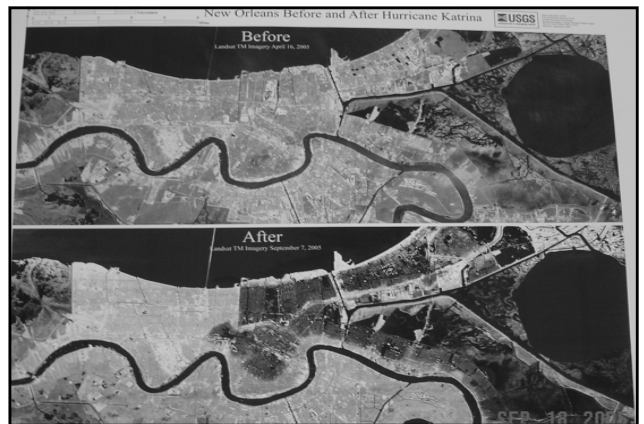 New Orleans Before and After Hurricane Katrina
USGS
Before
Landsat TM Imagery April 16, 2005
After
Landsat TM Imagery September 7, 2005
SEP 18